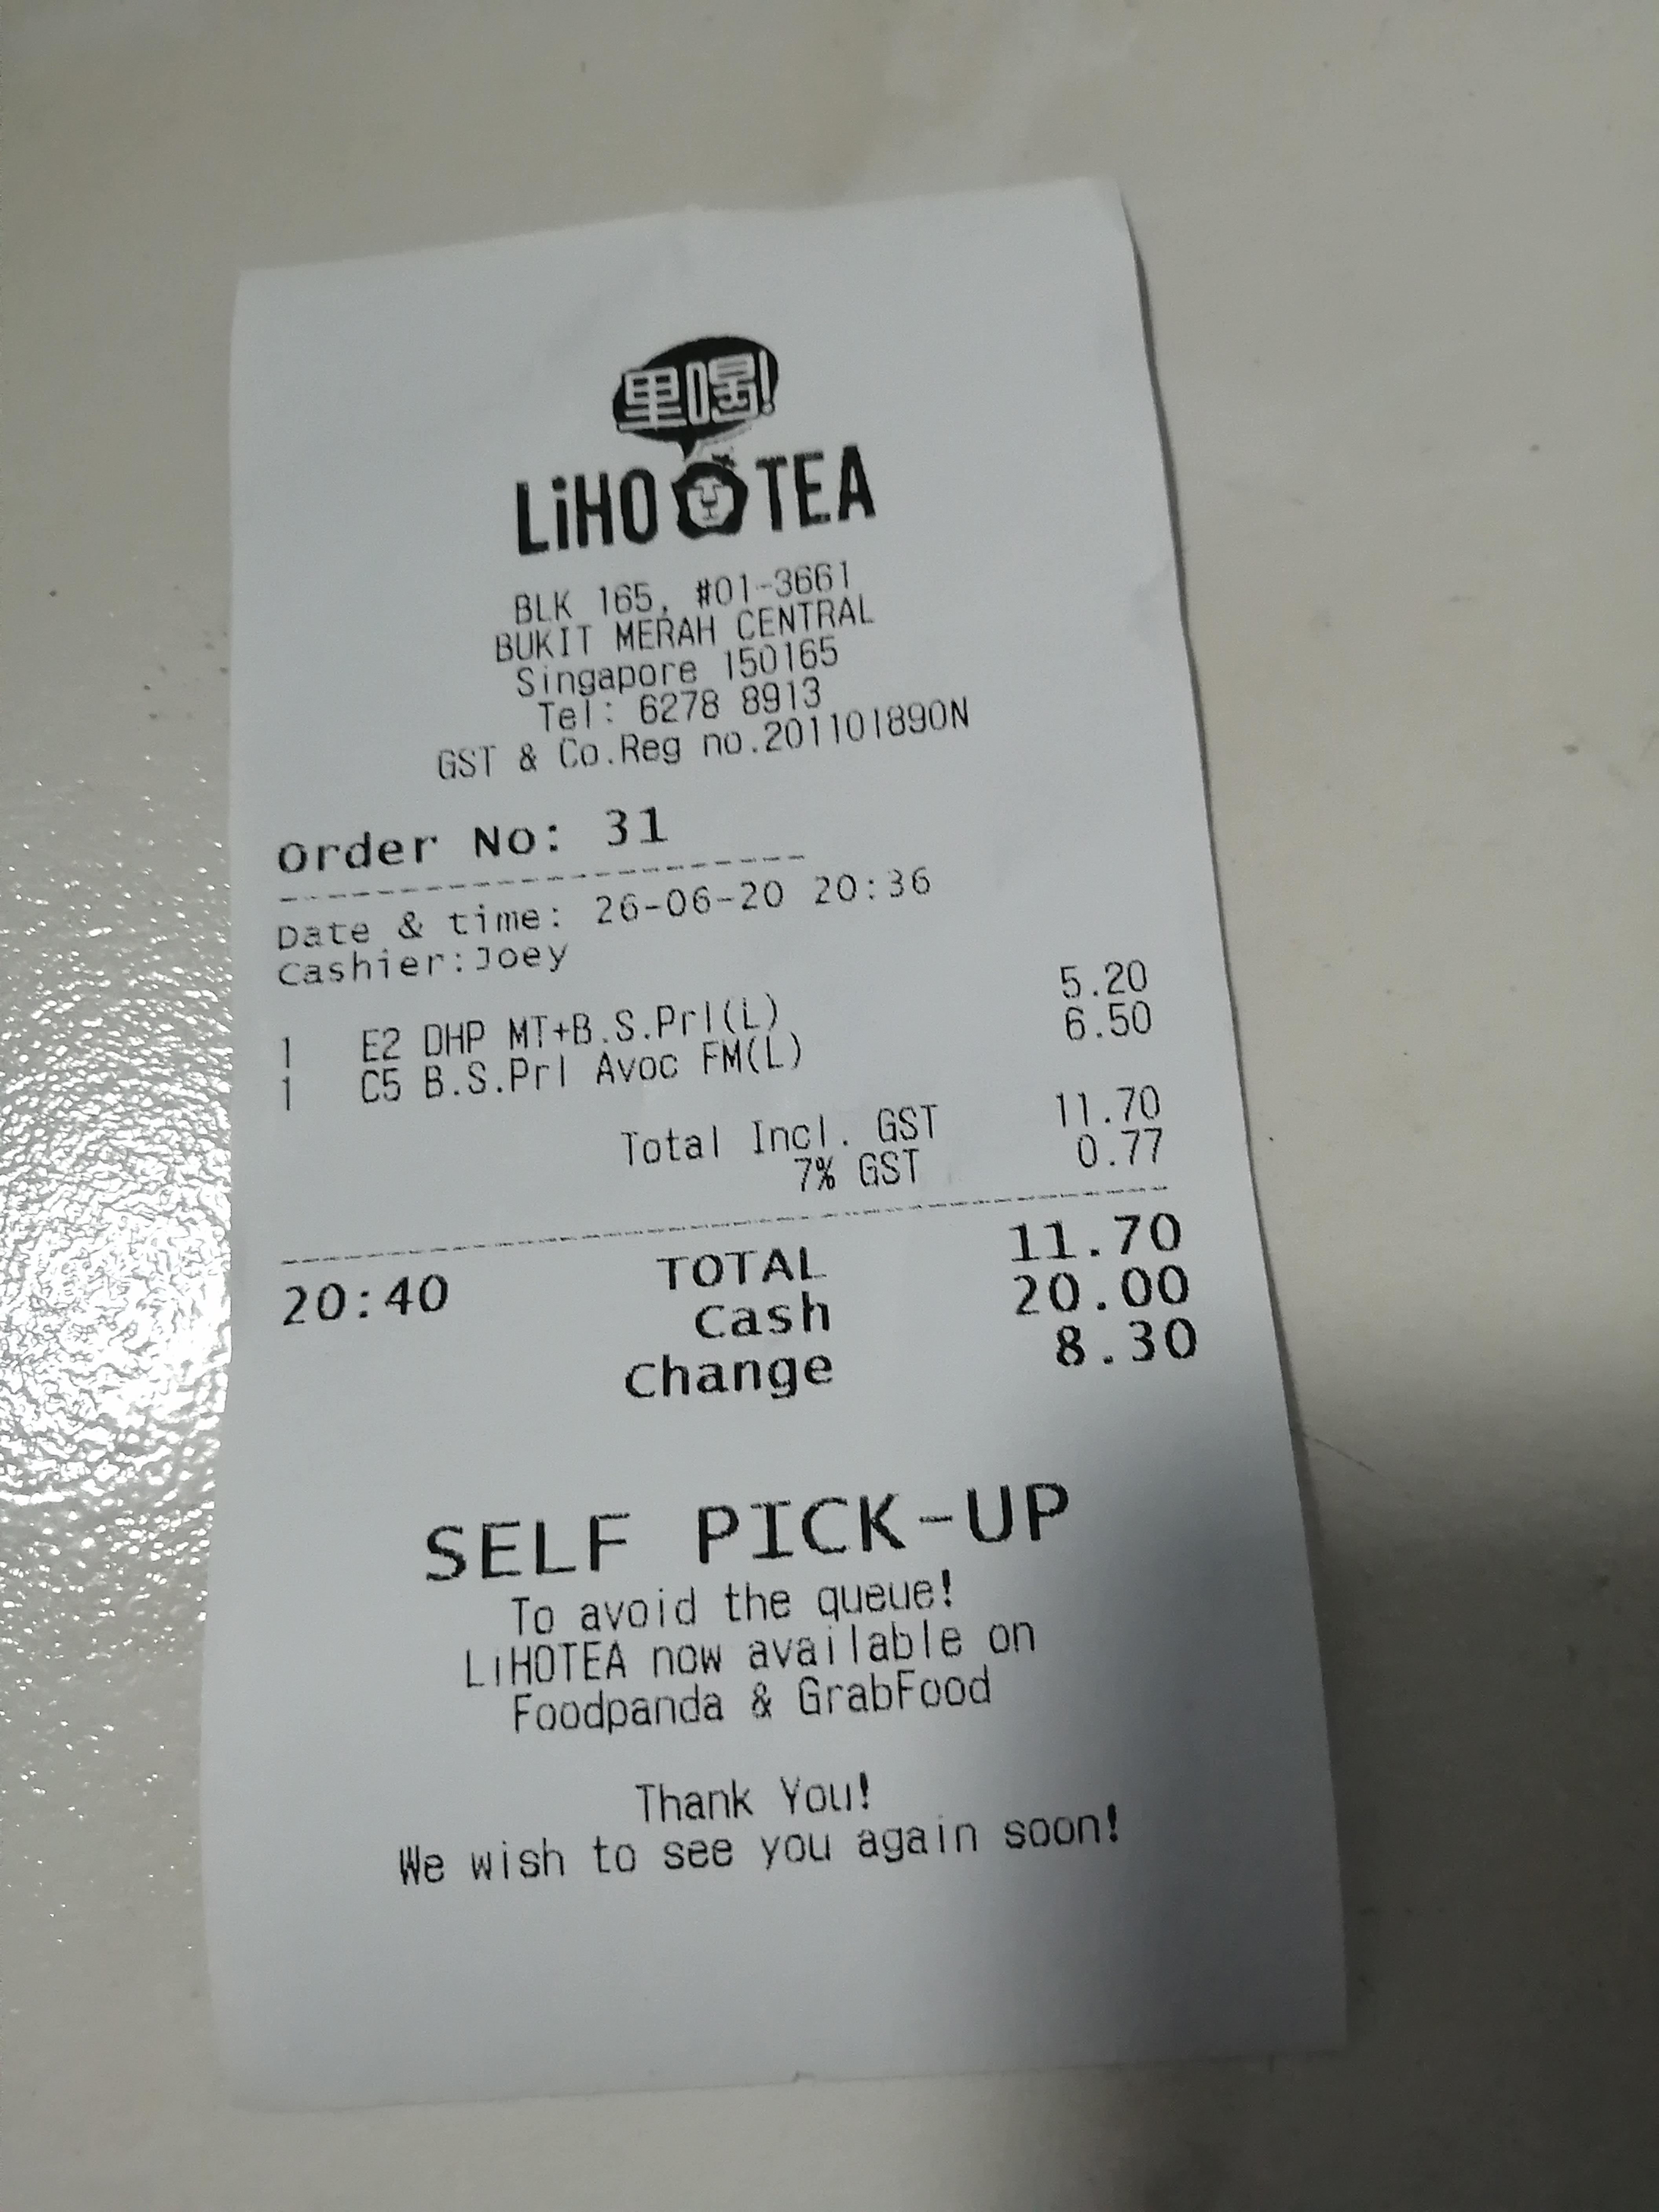 里喝!
LiHO TEA
BLK 165, #01-3661
BUKIT MERAH CENTRAL
Singapore 150165
Tel: 6278 8913
GST & Co.Reg no.201101890N
Order No: 31
Date & time: 26-06-20 20:36
Cashier:Joey
1 E2 DHP MT+B.S.Prl(L) 5.20
1 C5 B.S.Prl Avoc FM(L) 6.50
Total Incl. GST 11.70
7% GST 0.77
20:40 TOTAL 11.70
Cash 20.00
Change 8.30
SELF PICK-UP
To avoid the queue!
LiHOTEA now available on
Foodpanda & GrabFood
Thank You!
We wish to see you again soon!